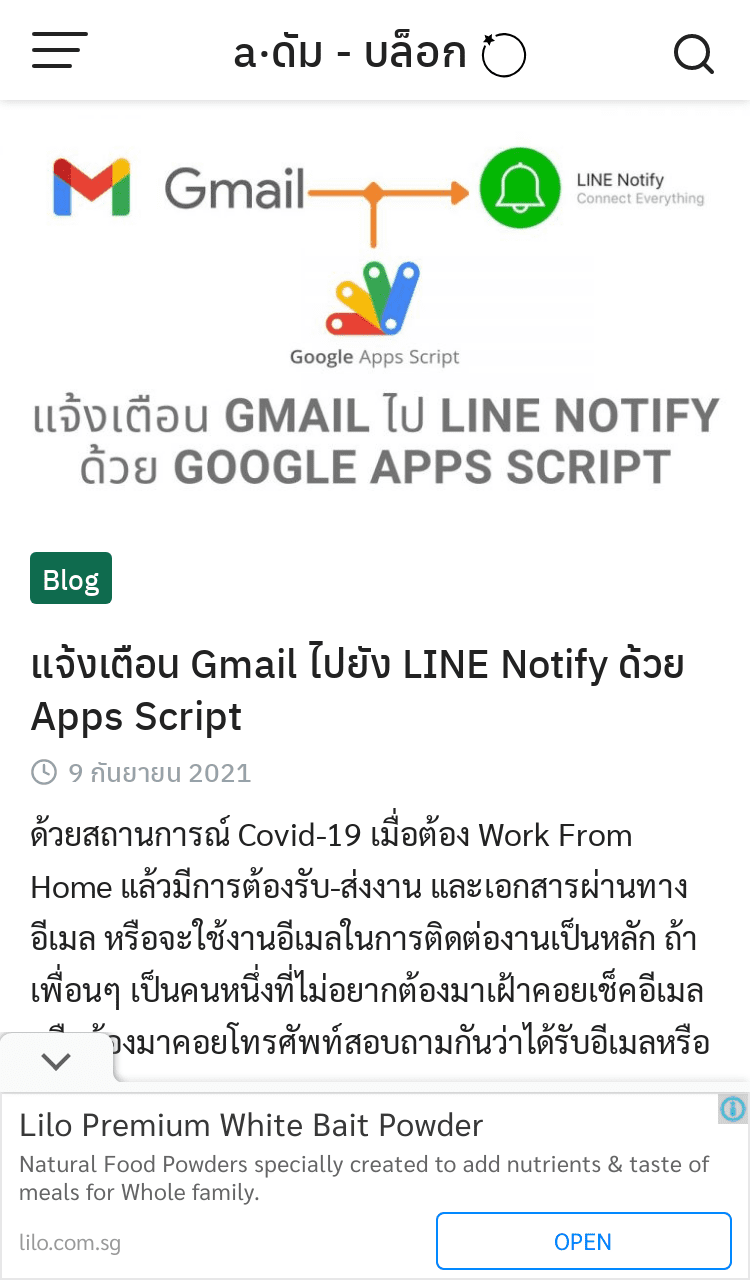 a·ดัม - บล็อก
Gmail
LINE Notify
Connect Everything
Google Apps Script
แจ้งเตือน GMAIL ไป LINE NOTIFY
ด้วย GOOGLE APPS SCRIPT
Blog
แจ้งเตือน Gmail ไปยัง LINE Notify ด้วย
Apps Script
9 กันยายน 2021
ด้วยสถานการณ์ Covid-19 เมื่อต้อง Work From
Home แล้วมีการต้องรับ-ส่งงาน และเอกสารผ่านทาง
อีเมล หรือจะใช้งานอีเมลในการติดต่องานเป็นหลัก ถ้า
เพื่อนๆ เป็นคนหนึ่งที่ไม่อยากต้องมาเฝ้าคอยเช็คอีเมล
มาคอยโทรศัพท์สอบถามกันว่าได้รับอีเมลหรือ
Lilo Premium White Bait Powder
Natural Food Powders specially created to add nutrients & taste of
meals for Whole family.
lilo.com.sg
OPEN